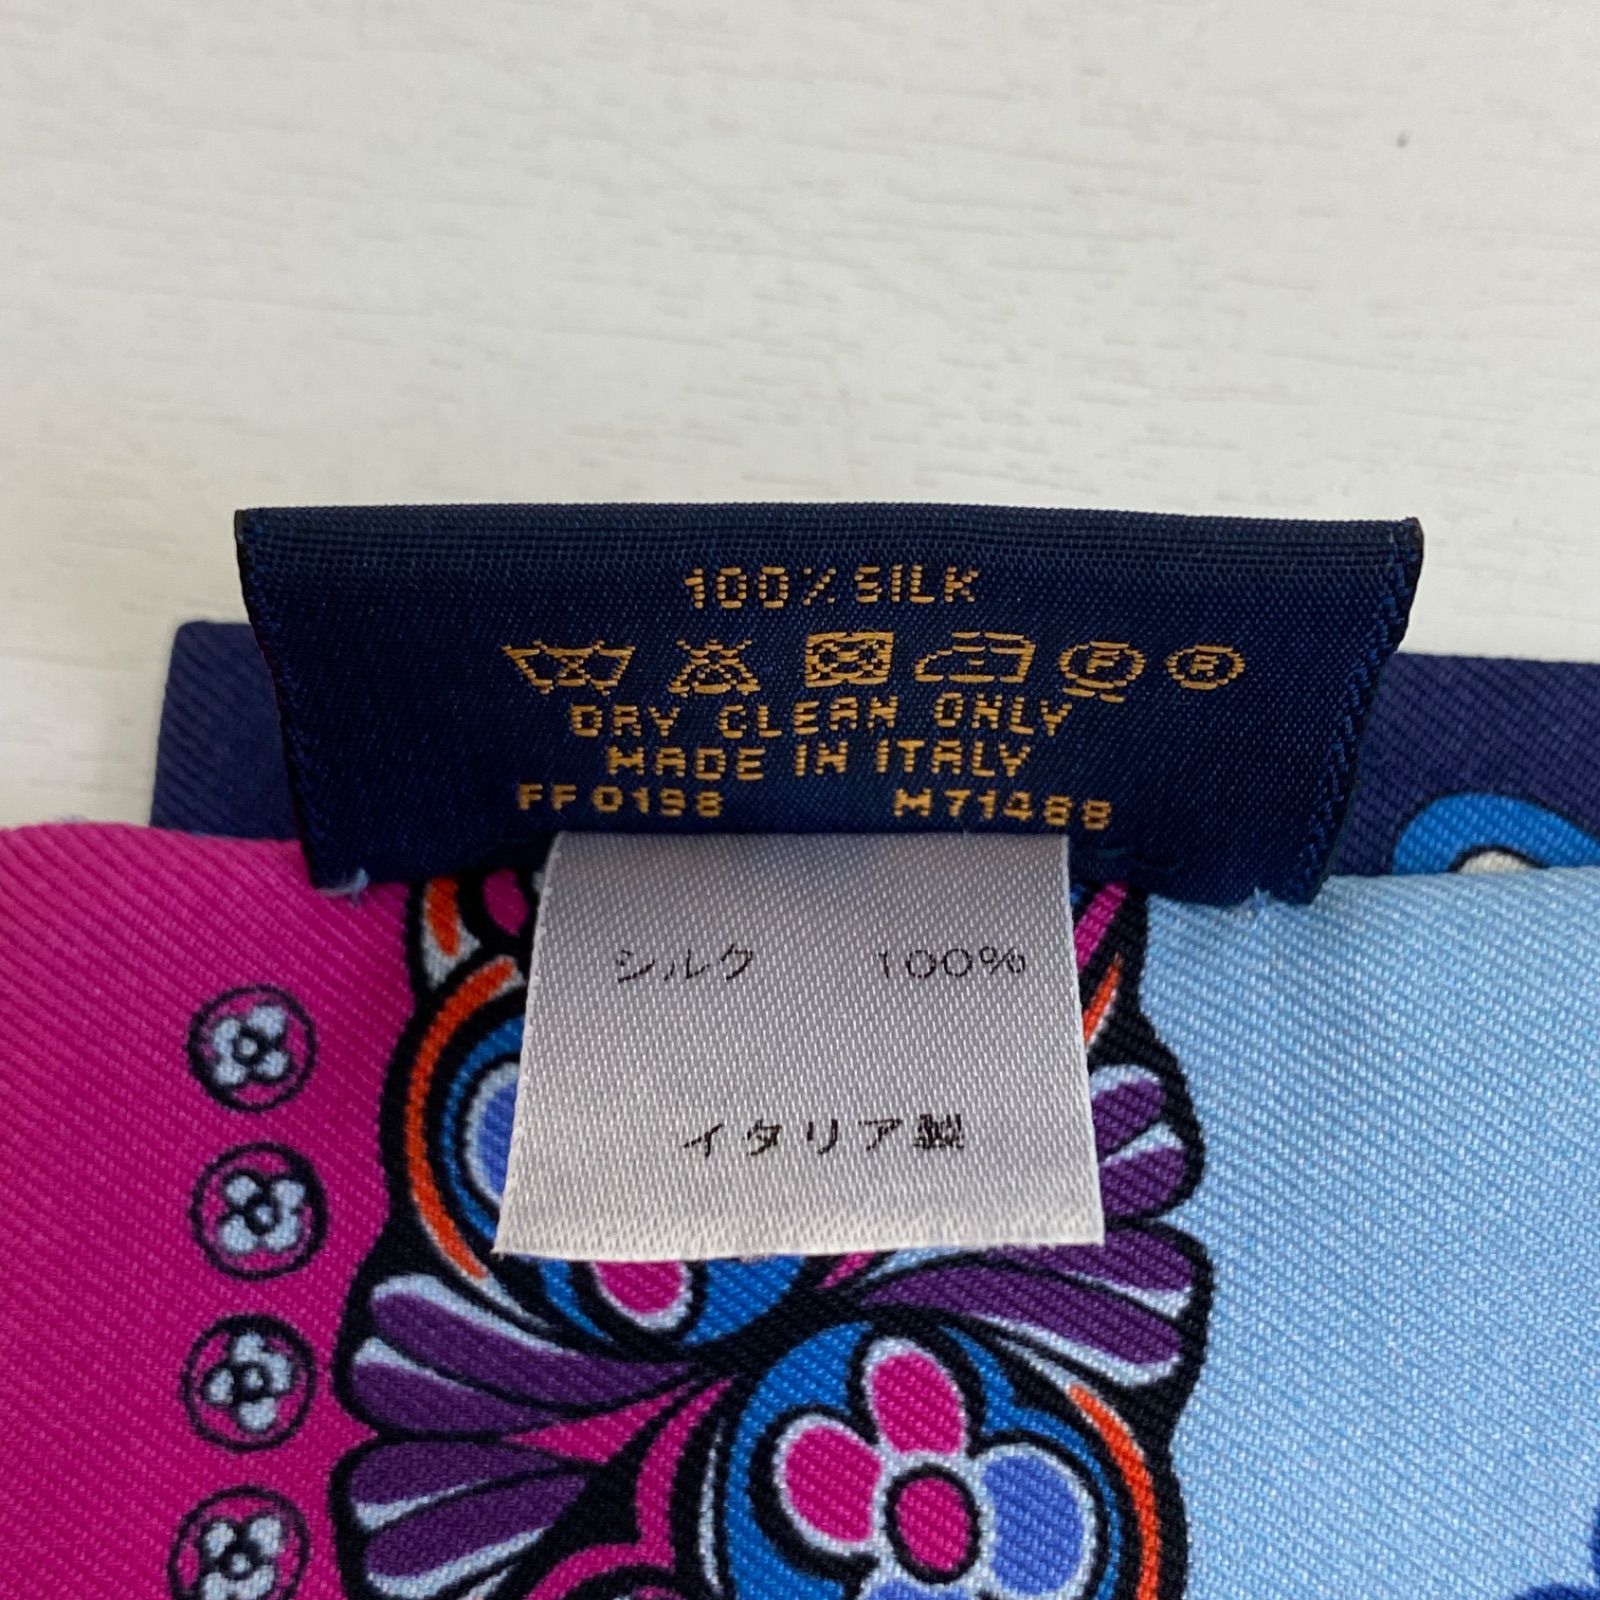 100% SILK
DRY CLEAN ONLY
MADE IN ITALY
FF0198 M71488
シルク 100%
イタリア製